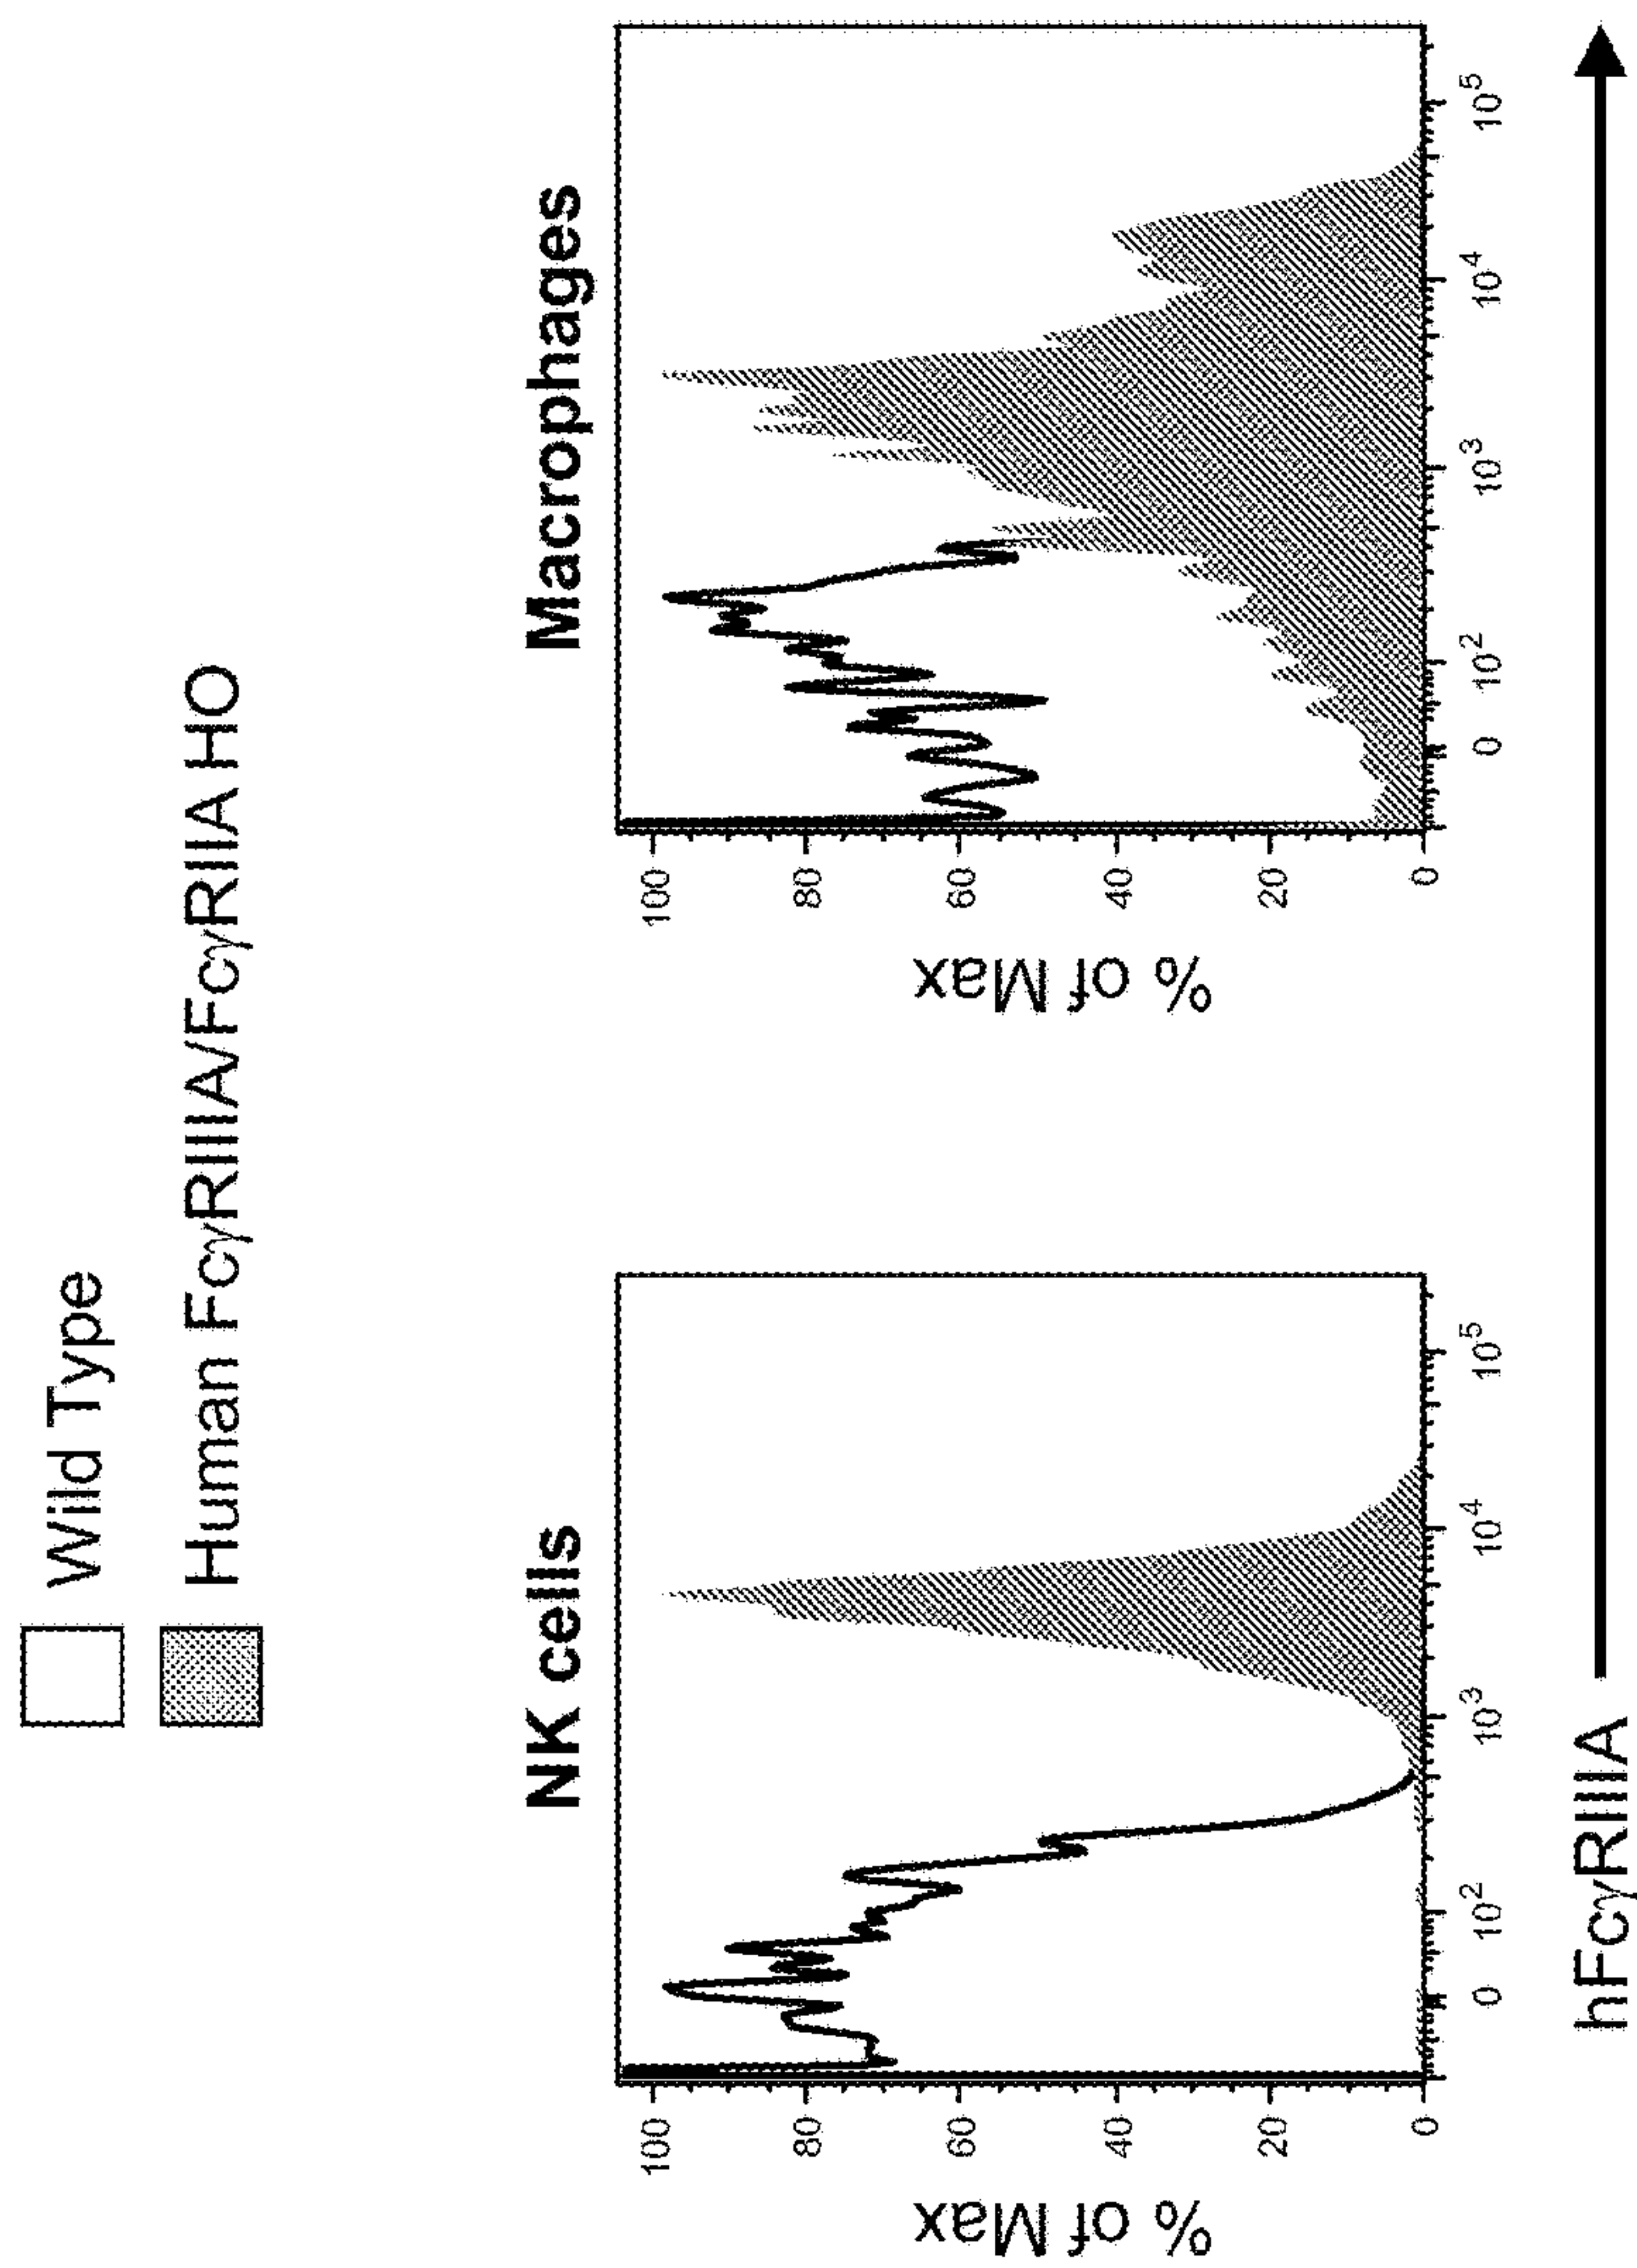 Wild Type
Human FcγRIIIA/FcγRIIA HO
NK cells
% of Max
100
80
60
40
20
0
0 10² 10³ 10⁴ 10⁵
Macrophages
% of Max
100
80
60
40
20
0
0 10² 10³ 10⁴ 10⁵
hFcγRIIIA